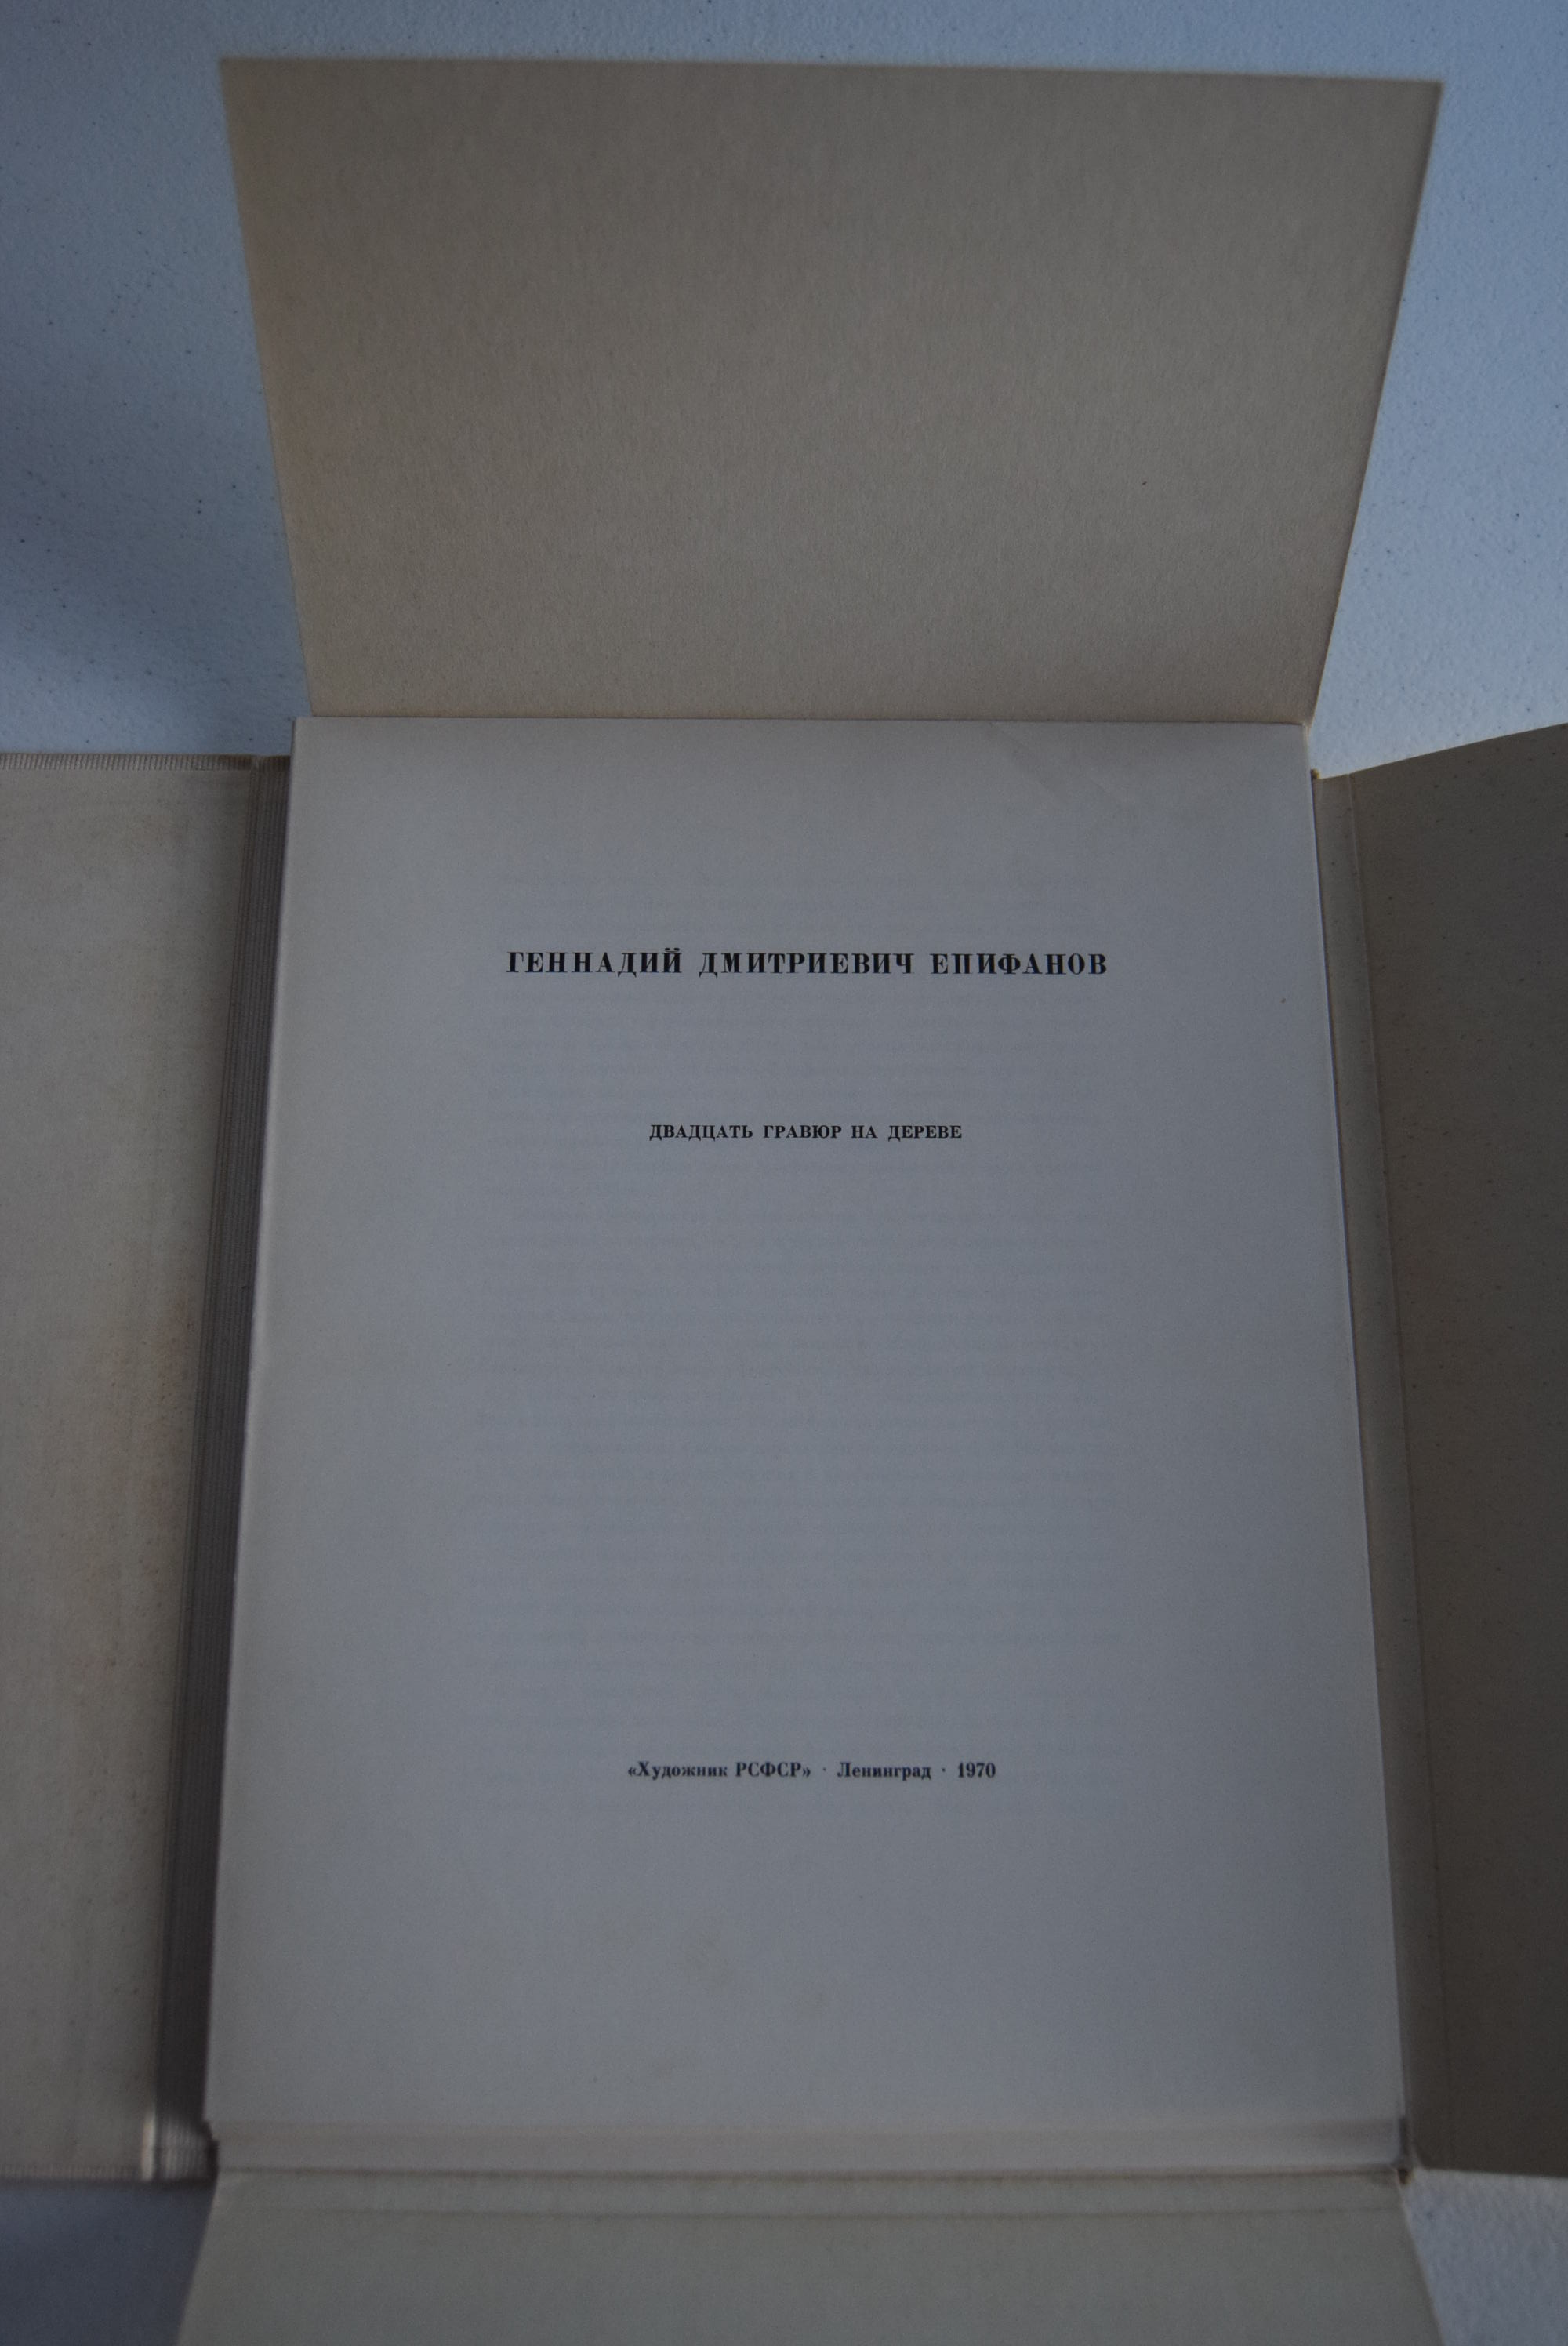 ГЕННАДИЙ ДМИТРИЕВИЧ ЕПИФАНОВ
ДВАДЦАТЬ ГРАВЮР НА ДЕРЕВЕ
«Художник РСФСР» · Ленинград · 1970